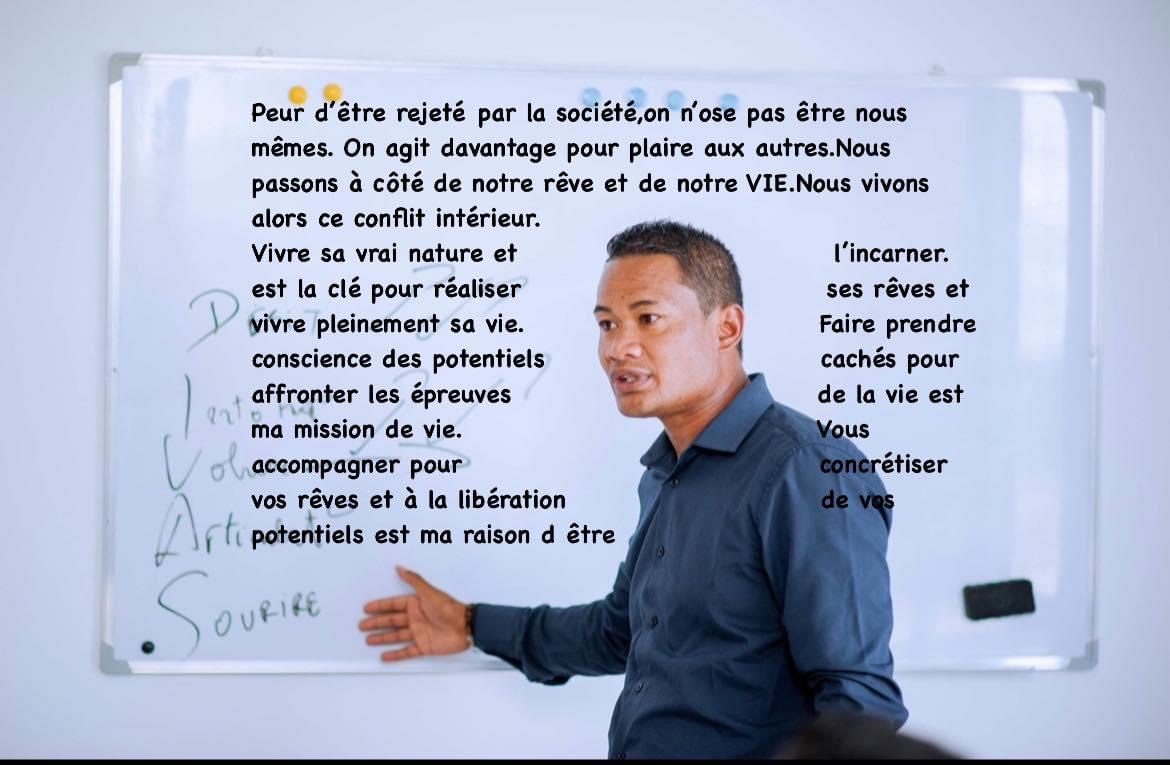 Peur d'être rejeté par la société,on n'ose pas être nous
mêmes. On agit davantage pour plaire aux autres.Nous
passons à côté de notre rêve et de notre VIE.Nous vivons
alors ce conflit intérieur.
Vivre sa vrai nature et l'incarner.
est la clé pour réaliser ses rêves et
vivre pleinement sa vie. Faire prendre
conscience des potentiels cachés pour
affronter les épreuves de la vie est
ma mission de vie. Vous
accompagner pour concrétiser
vos rêves et à la libération de vos
potentiels est ma raison d être
SOURIRE